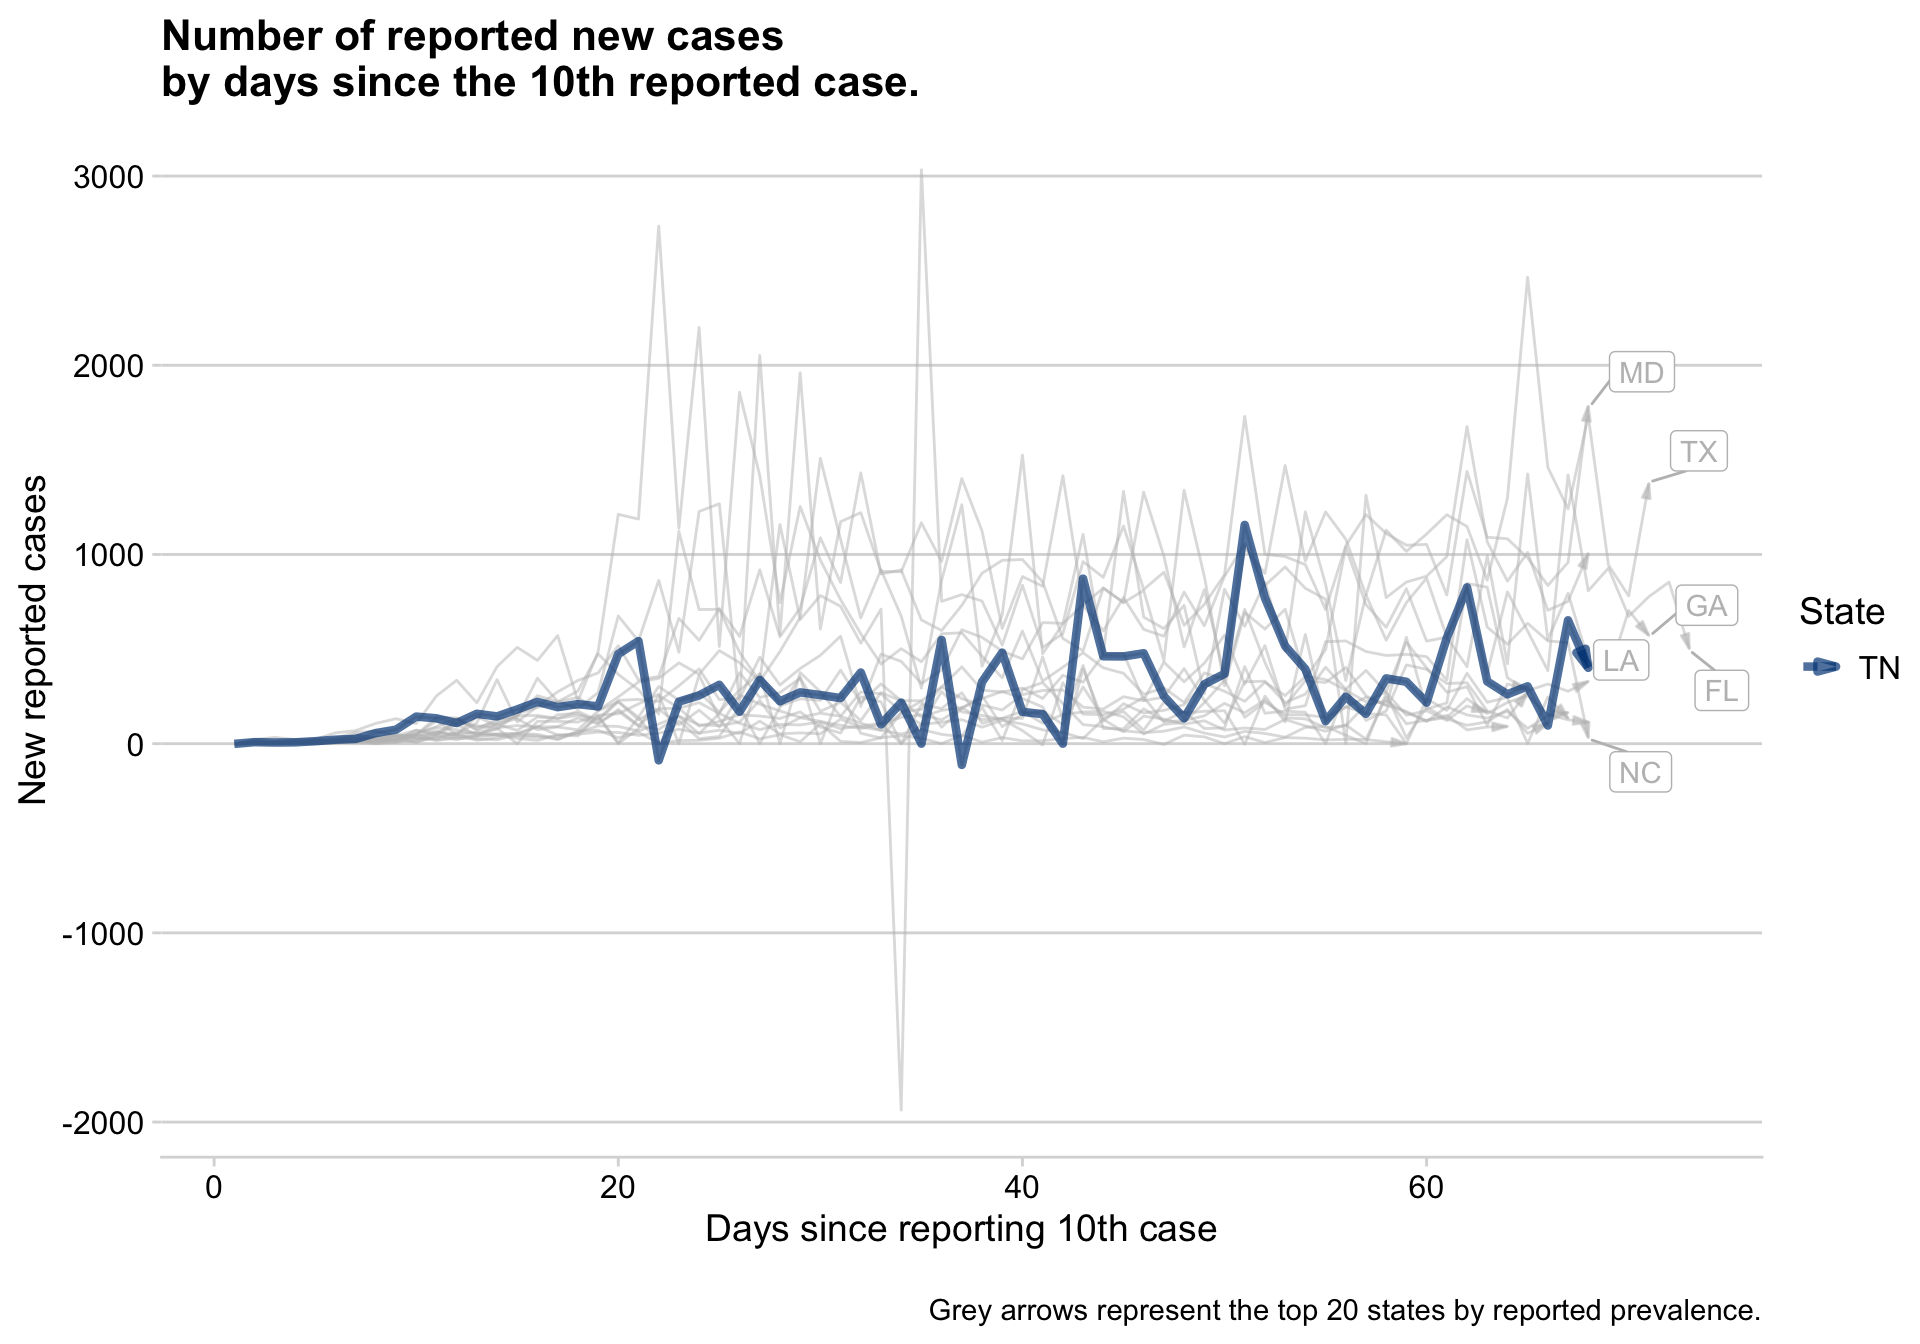 Number of reported new cases
by days since the 10th reported case.
New reported cases
3000
2000
1000
0
-1000
-2000
0
20
40
60
Days since reporting 10th case
MD
TX
GA
LA
FL
NC
State
TN
Grey arrows represent the top 20 states by reported prevalence.